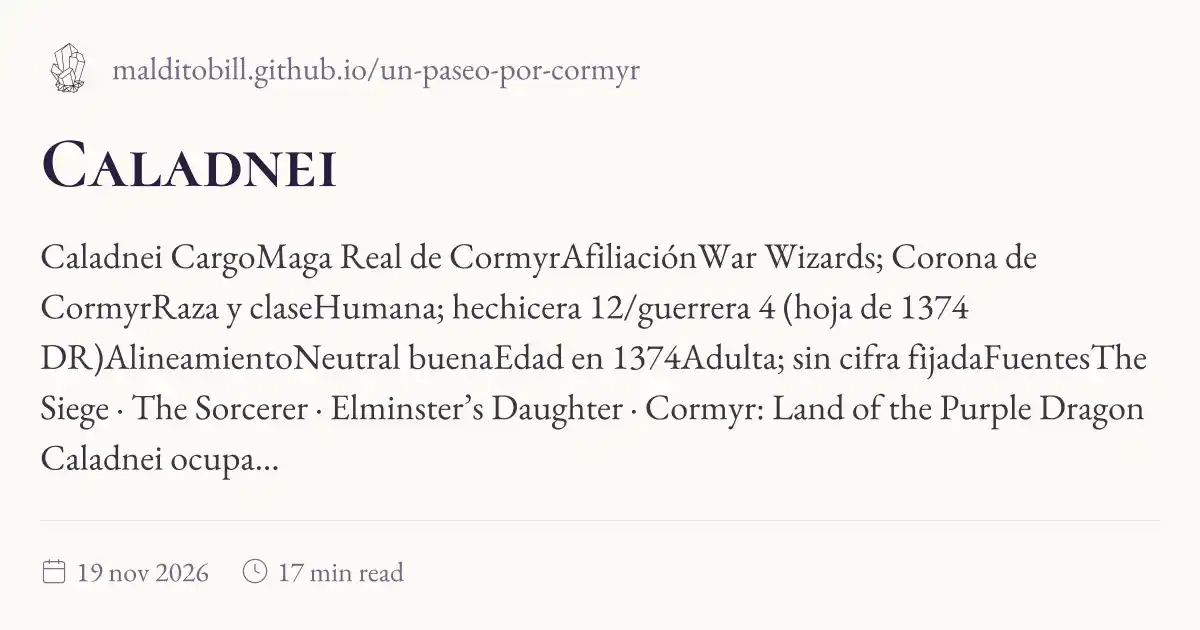 malditobill.github.io/un-paseo-por-cormyr
Caladnei
Caladnei CargoMaga Real de CormyrAfiliaciónWar Wizards; Corona de
CormyrRaza y claseHumana; hechicera 12/guerrera 4 (hoja de 1374
DR)AlineamientoNeutral buenaEdad en 1374Adulta; sin cifra fijadaFuentesThe
Siege · The Sorcerer · Elminster’s Daughter · Cormyr: Land of the Purple Dragon
Caladnei ocupa...
19 nov 2026 17 min read